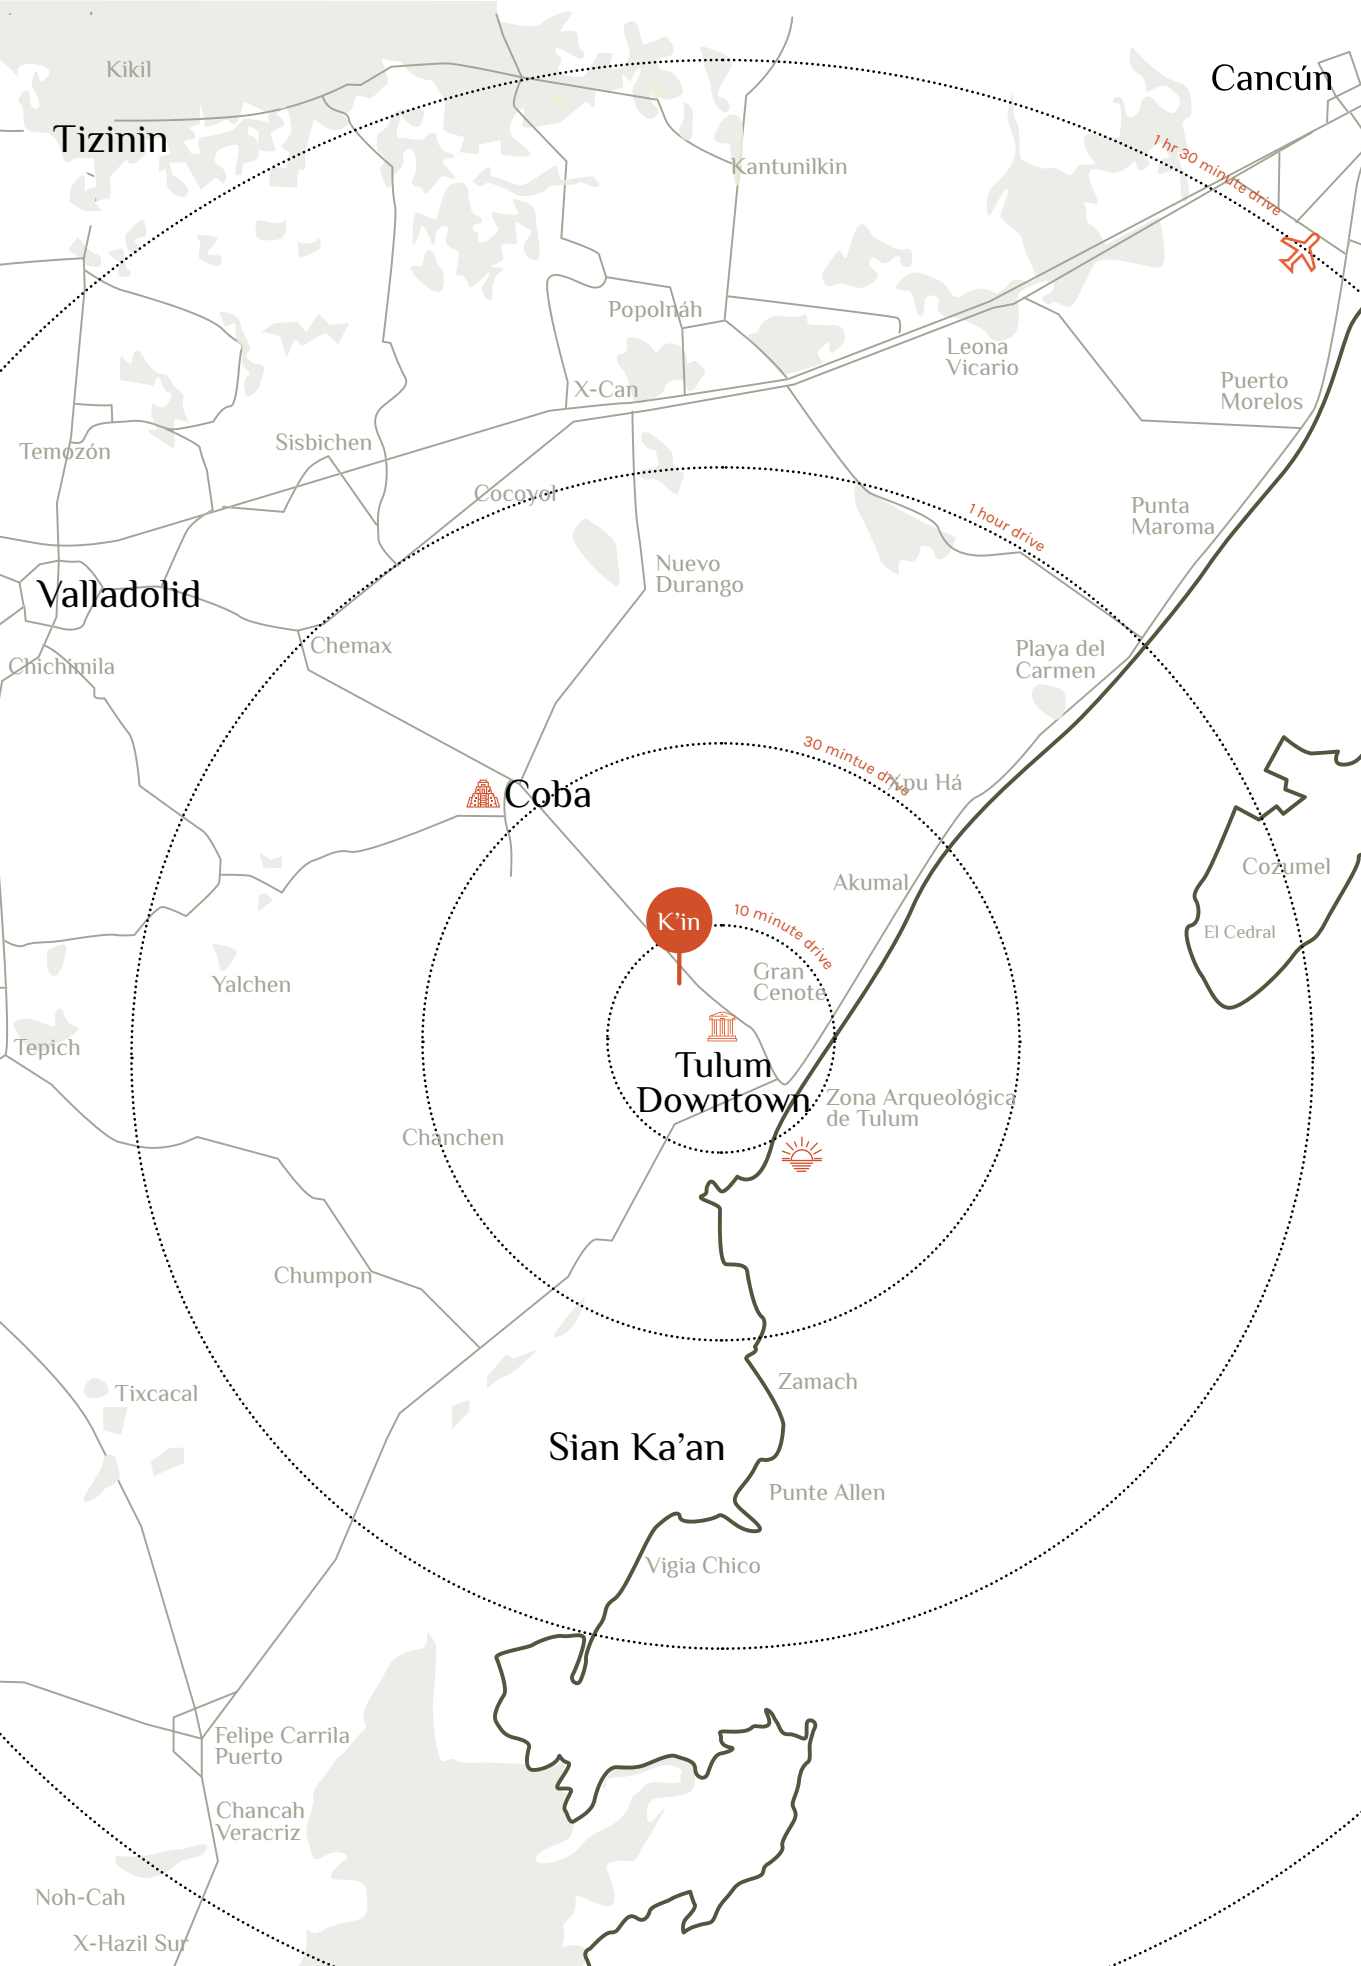 Kikil
Cancún
Tizinin
1 hr 30 minute drive
Kantunilkin
Popolnáh
Leona
Vicario
X-Can
Puerto
Morelos
Temozón
Sisbichen
Cocoyol
1 hour drive
Punta
Maroma
Nuevo
Durango
Valladolid
Chemax
Playa del
Carmen
Chichimila
30 mintue drive
Xpu Há
Coba
Cozumel
Akumal
K'in
10 minute drive
El Cedral
Gran
Cenote
Yalchen
Tepich
Tulum
Downtown
Zona Arqueológica
de Tulum
Chanchen
Chumpon
Zamach
Tixcacal
Sian Ka'an
Punte Allen
Vigia Chico
Felipe Carrila
Puerto
Chancah
Veracriz
Noh-Cah
X-Hazil Sur